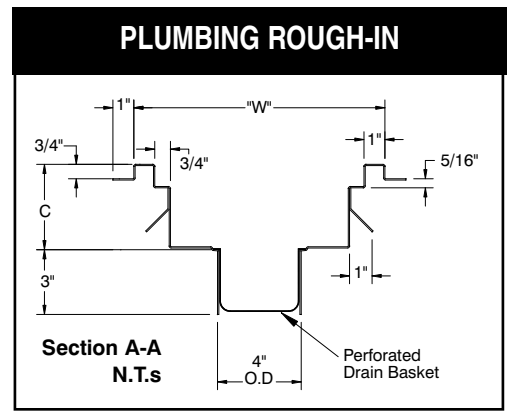 PLUMBING ROUGH-IN
1"
"W"
1"
3/4"
3/4"
5/16"
C
3"
1"
Section A-A
N.T.s
4"
O.D
Perforated
Drain Basket